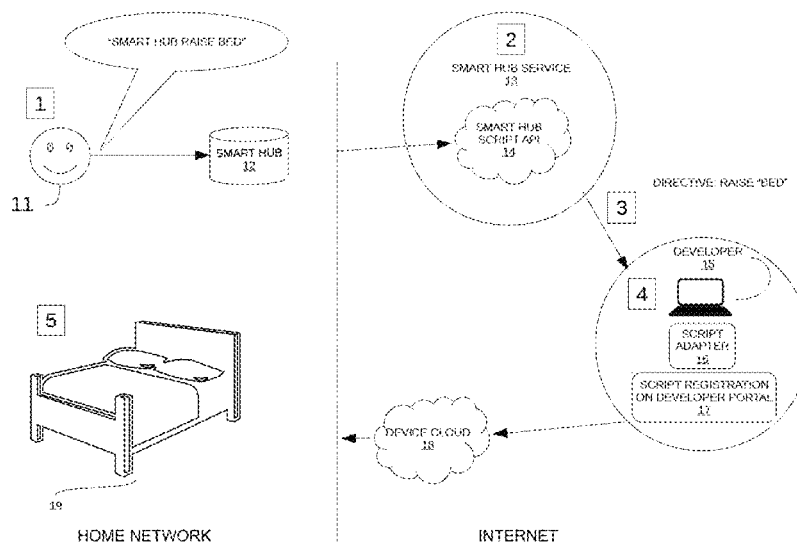 "SMART HUB RAISE BED"
1
11
SMART HUB
12
2
SMART HUB SERVICE
13
SMART HUB
SCRIPT API
14
3
DIRECTIVE: RAISE "BED"
4
DEVELOPER
15
SCRIPT
ADAPTER
16
SCRIPT REGISTRATION
ON DEVELOPER PORTAL
17
DEVICE CLOUD
18
5
19
HOME NETWORK
INTERNET